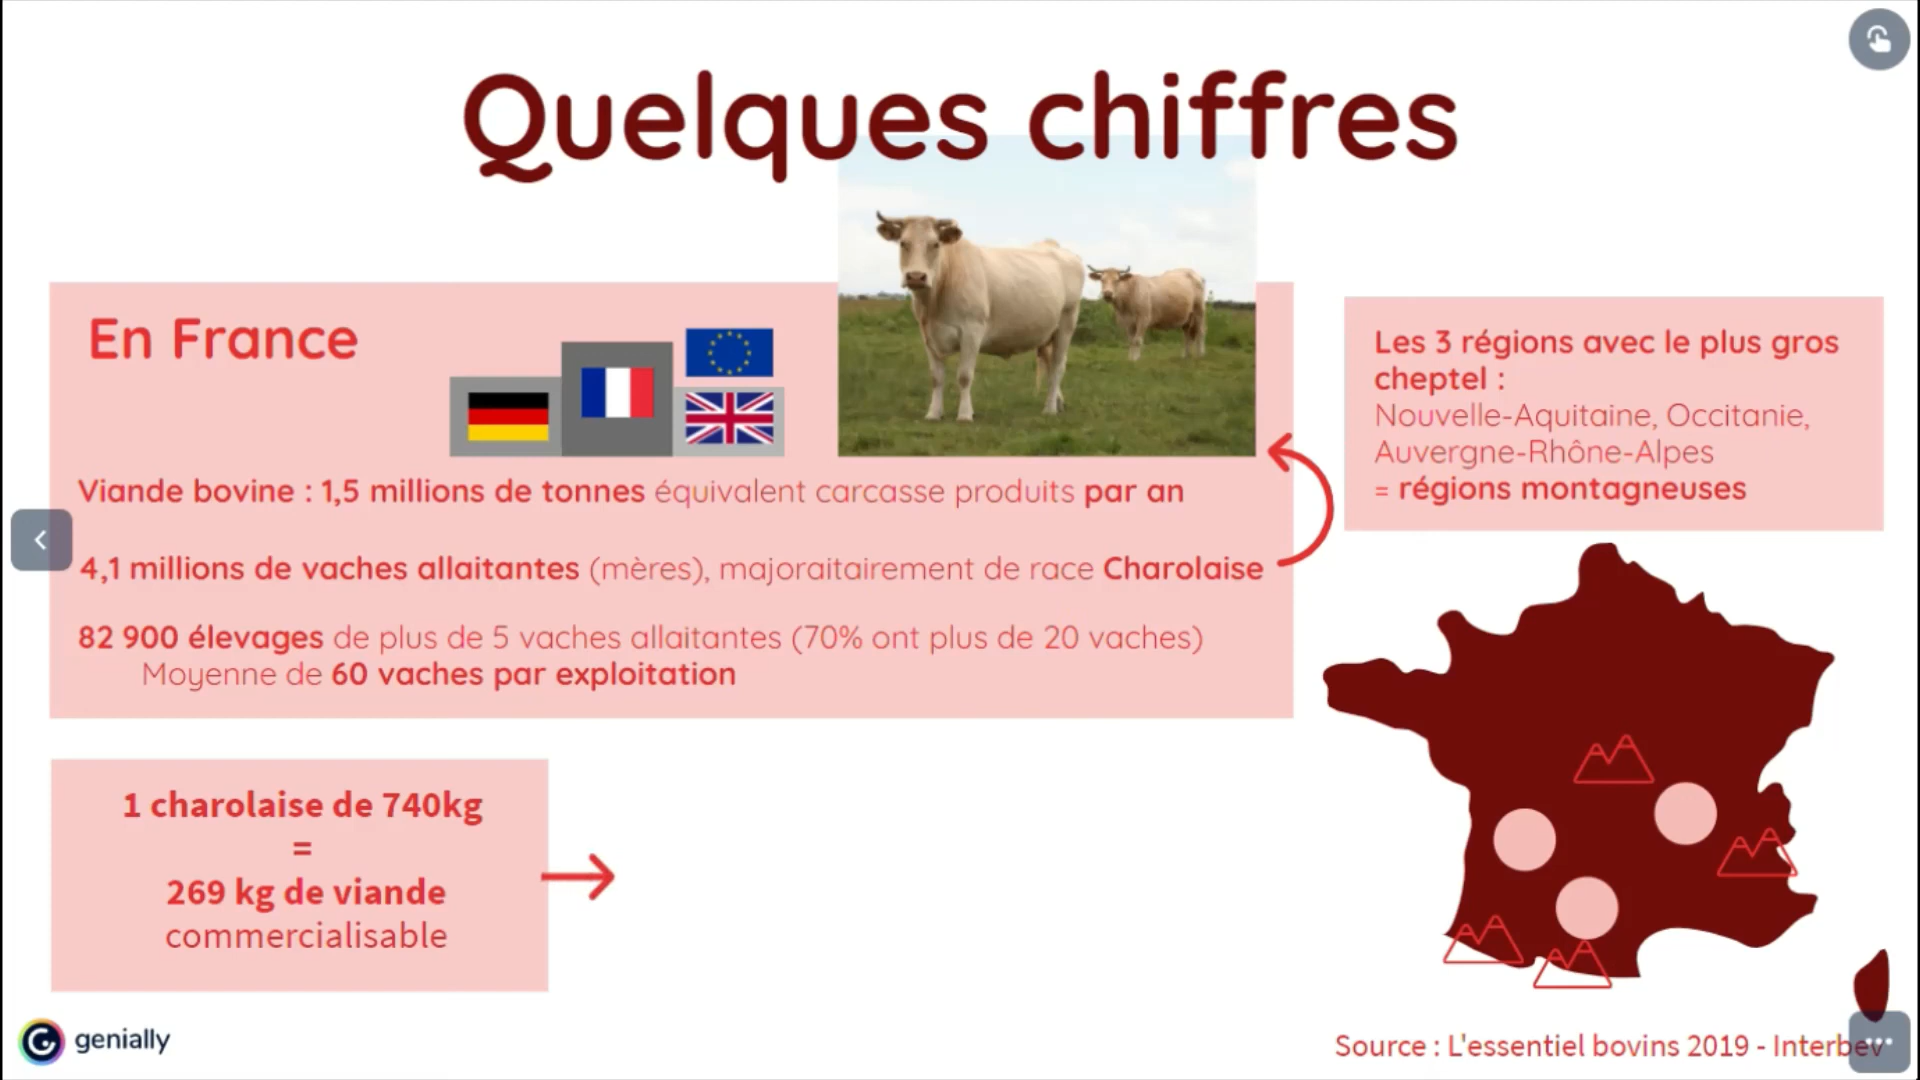 Quelques chiffres
En France
Viande bovine : 1,5 millions de tonnes équivalent carcasse produits par an
4,1 millions de vaches allaitantes (mères), majoraitairement de race Charolaise
82 900 élevages de plus de 5 vaches allaitantes (70% ont plus de 20 vaches)
Moyenne de 60 vaches par exploitation
Les 3 régions avec le plus gros
cheptel :
Nouvelle-Aquitaine, Occitanie,
Auvergne-Rhône-Alpes
= régions montagneuses
1 charolaise de 740kg
=
269 kg de viande
commercialisable
genially
Source : L'essentiel bovins 2019 - Interbev